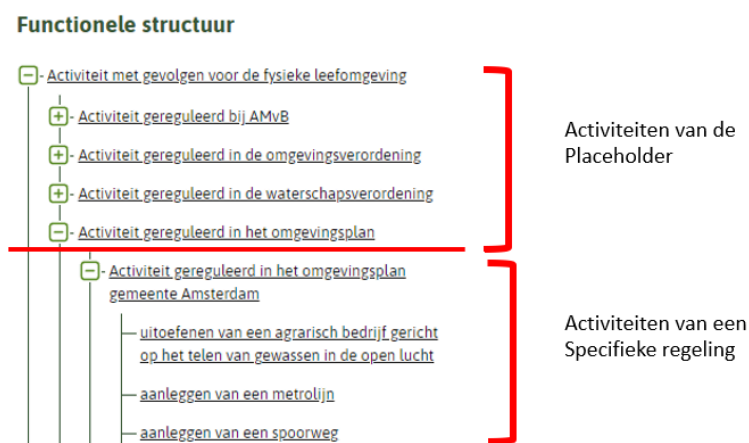 Functionele structuur
Activiteit met gevolgen voor de fysieke leefomgeving
Activiteit gereguleerd bij AMvB
Activiteit gereguleerd in de omgevingsverordening
Activiteit gereguleerd in de waterschapsverordening
Activiteit gereguleerd in het omgevingsplan
Activiteiten van de
Placeholder
Activiteit gereguleerd in het omgevingsplan
gemeente Amsterdam
uitoefenen van een agrarisch bedrijf gericht
op het telen van gewassen in de open lucht
aanleggen van een metrolijn
aanleggen van een spoorweg
Activiteiten van een
Specifieke regeling